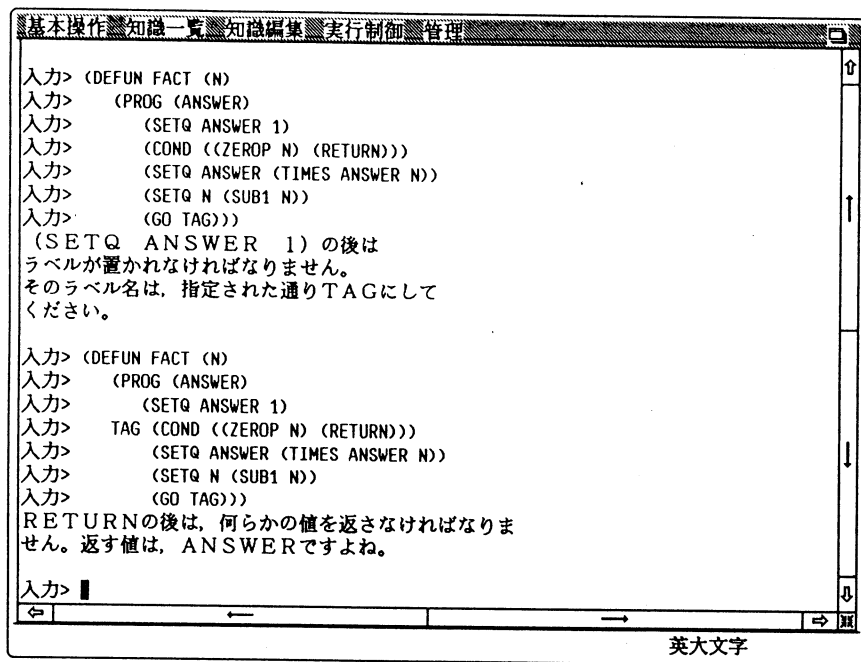 基本操作 知識一覧 知識編集 実行制御 管理
入力> (DEFUN FACT (N)
入力> (PROG (ANSWER)
入力> (SETQ ANSWER 1)
入力> (COND ((ZEROP N) (RETURN)))
入力> (SETQ ANSWER (TIMES ANSWER N))
入力> (SETQ N (SUB1 N))
入力> (GO TAG)))
（SETQ ANSWER 1）の後は
ラベルが置かれなければなりません。
そのラベル名は，指定された通りTAGにして
ください。
入力> (DEFUN FACT (N)
入力> (PROG (ANSWER)
入力> (SETQ ANSWER 1)
入力> TAG (COND ((ZEROP N) (RETURN)))
入力> (SETQ ANSWER (TIMES ANSWER N))
入力> (SETQ N (SUB1 N))
入力> (GO TAG)))
RETURNの後は，何らかの値を返さなければなりま
せん。返す値は，ANSWERですよね。
入力>
英大文字